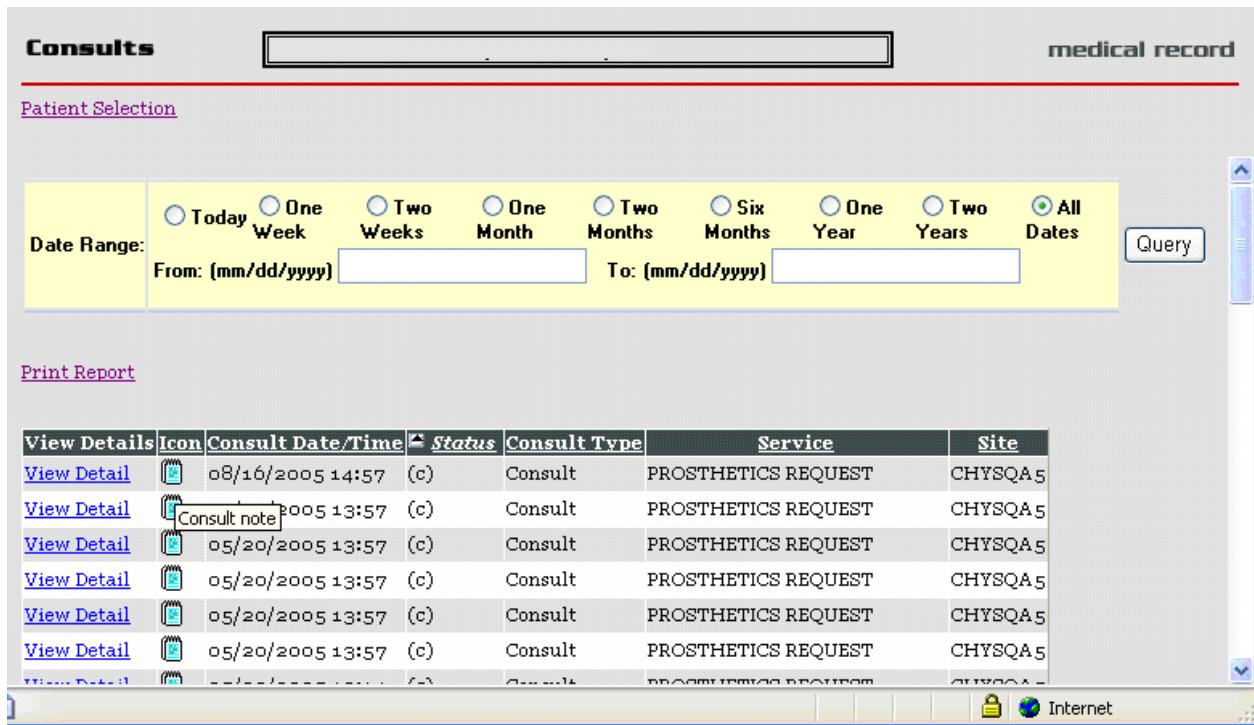 Consults
medical record
Patient Selection
Date Range:
Today One Week Two Weeks One Month Two Months Six Months One Year Two Years All Dates
From: (mm/dd/yyyy) To: (mm/dd/yyyy)
Query
Print Report
View Details Icon Consult Date/Time Status Consult Type Service Site
View Detail 08/16/2005 14:57 (c) Consult PROSTHETICS REQUEST CHYSQA5
View Detail 2005 13:57 (c) Consult PROSTHETICS REQUEST CHYSQA5
Consult note
View Detail 05/20/2005 13:57 (c) Consult PROSTHETICS REQUEST CHYSQA5
View Detail 05/20/2005 13:57 (c) Consult PROSTHETICS REQUEST CHYSQA5
View Detail 05/20/2005 13:57 (c) Consult PROSTHETICS REQUEST CHYSQA5
View Detail 05/20/2005 13:57 (c) Consult PROSTHETICS REQUEST CHYSQA5
Internet